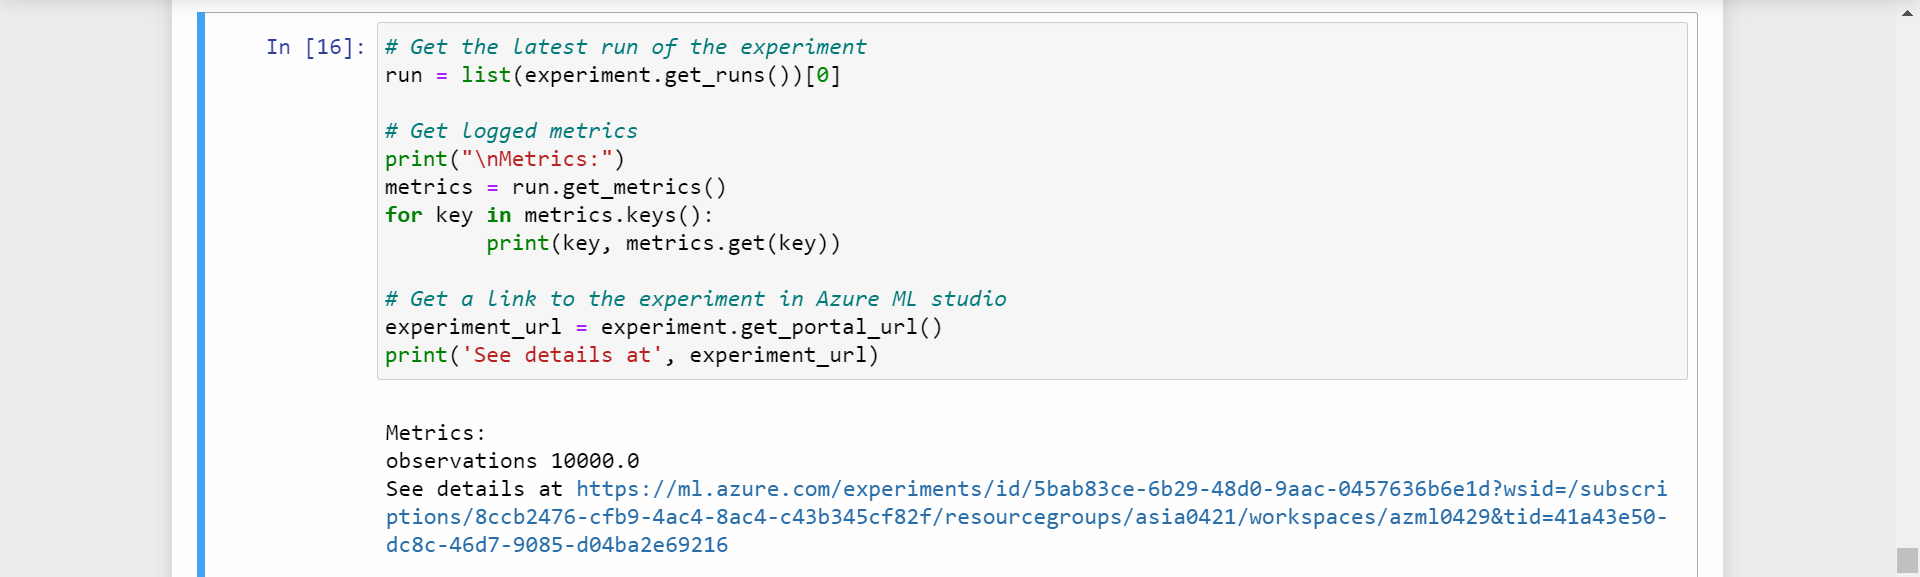 In [16]: # Get the latest run of the experiment
run = list(experiment.get_runs())[0]
# Get logged metrics
print("\nMetrics:")
metrics = run.get_metrics()
for key in metrics.keys():
        print(key, metrics.get(key))
# Get a link to the experiment in Azure ML studio
experiment_url = experiment.get_portal_url()
print('See details at', experiment_url)
Metrics:
observations 10000.0
See details at https://ml.azure.com/experiments/id/5bab83ce-6b29-48d0-9aac-0457636b6e1d?wsid=/subscri
ptions/8ccb2476-cfb9-4ac4-8ac4-c43b345cf82f/resourcegroups/asia0421/workspaces/azml0429&tid=41a43e50-
dc8c-46d7-9085-d04ba2e69216